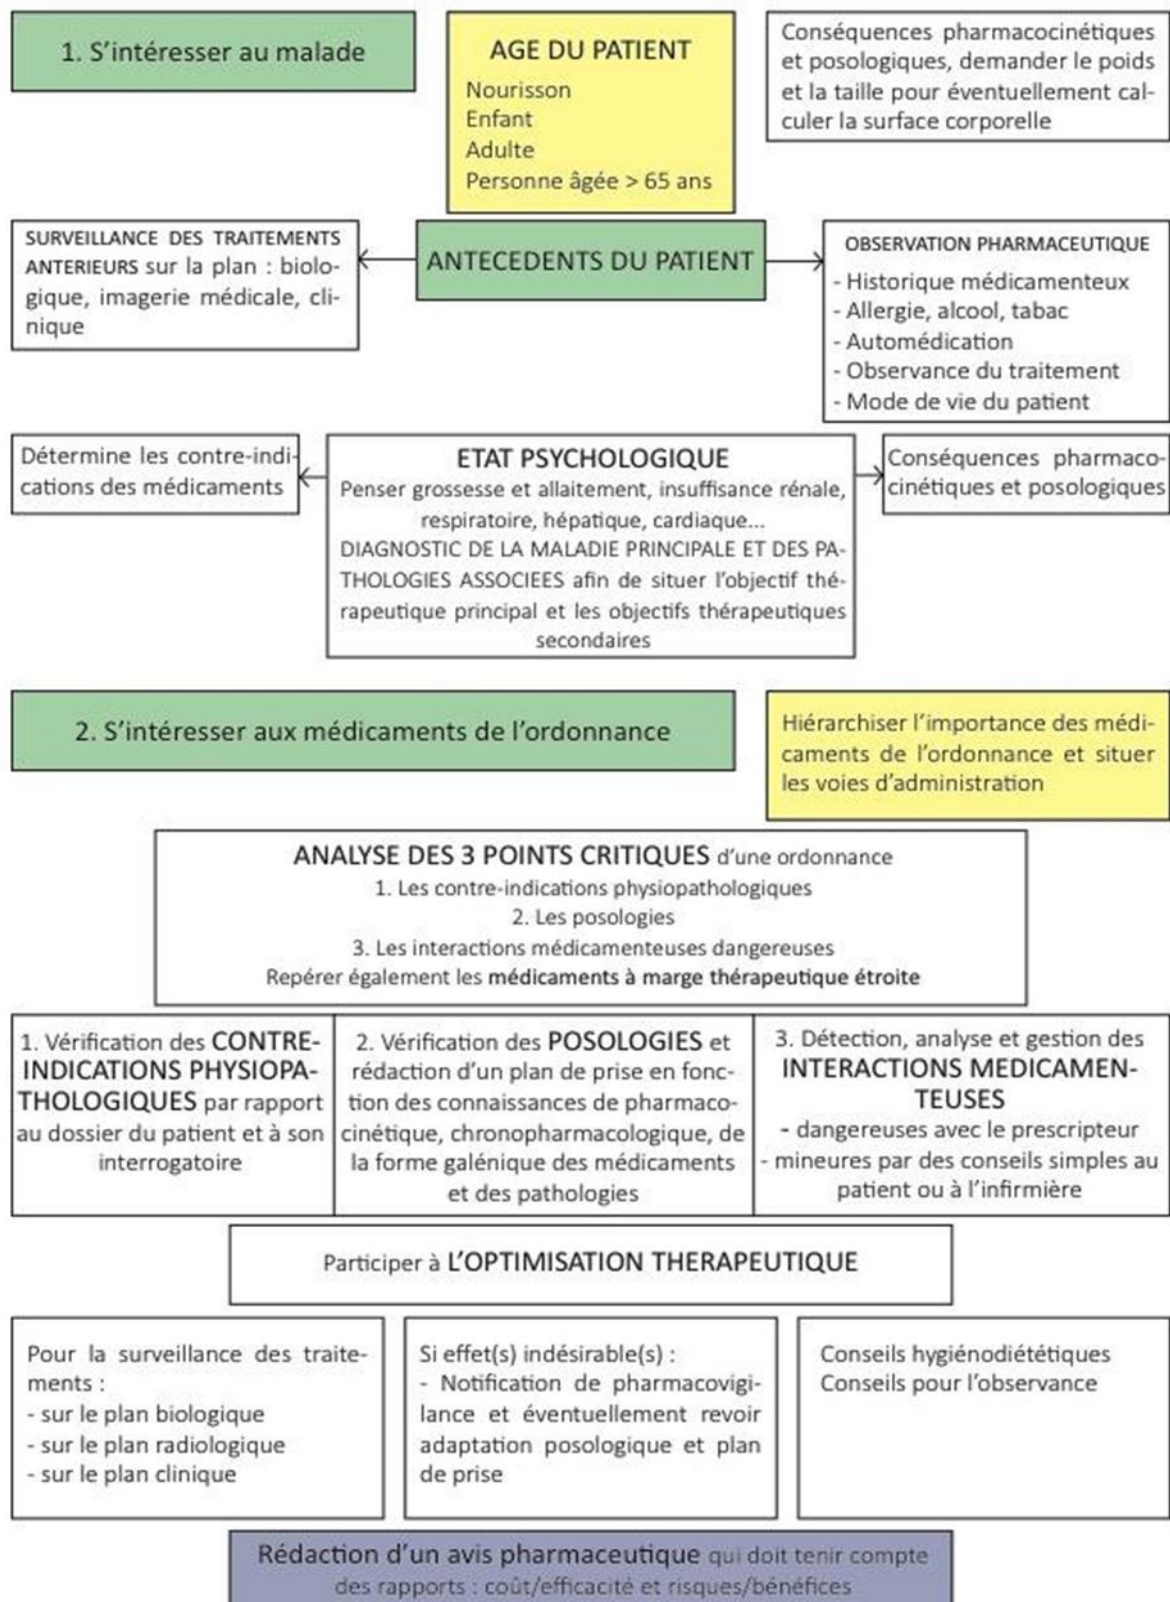 1. S'intéresser au malade
AGE DU PATIENT
Nourisson
Enfant
Adulte
Personne âgée > 65 ans
Conséquences pharmacocinétiques
et posologiques, demander le poids
et la taille pour éventuellement cal-
culer la surface corporelle
SURVEILLANCE DES TRAITEMENTS
ANTERIEURS sur la plan : biolo-
gique, imagerie médicale, cli-
nique
ANTECEDENTS DU PATIENT
OBSERVATION PHARMACEUTIQUE
- Historique médicamenteux
- Allergie, alcool, tabac
- Automédication
- Observance du traitement
- Mode de vie du patient
Détermine les contre-indi-
cations des médicaments
ETAT PSYCHOLOGIQUE
Penser grossesse et allaitement, insuffisance rénale,
respiratoire, hépatique, cardiaque...
DIAGNOSTIC DE LA MALADIE PRINCIPALE ET DES PA-
THOLOGIES ASSOCIEES afin de situer l'objectif thé-
rapeutique principal et les objectifs thérapeutiques
secondaires
Conséquences pharmaco-
cinétiques et posologiques
2. S'intéresser aux médicaments de l'ordonnance
Hiérarchiser l'importance des médi-
caments de l'ordonnance et situer
les voies d'administration
ANALYSE DES 3 POINTS CRITIQUES d'une ordonnance
1. Les contre-indications physiopathologiques
2. Les posologies
3. Les interactions médicamenteuses dangereuses
Repérer également les médicaments à marge thérapeutique étroite
1. Vérification des CONTRE-
INDICATIONS PHYSIOPA-
THOLOGIQUES par rapport
au dossier du patient et à son
interrogatoire
2. Vérification des POSOLOGIES et
rédaction d'un plan de prise en fonc-
tion des connaissances de pharmaco-
cinétique, chronopharmacologique, de
la forme galénique des médicaments
et des pathologies
3. Détection, analyse et gestion des
INTERACTIONS MEDICAMEN-
TEUSES
- dangereuses avec le prescripteur
- mineures par des conseils simples au
patient ou à l'infirmière
Participer à L'OPTIMISATION THERAPEUTIQUE
Pour la surveillance des traite-
ments :
- sur le plan biologique
- sur le plan radiologique
- sur le plan clinique
Si effet(s) indésirable(s) :
- Notification de pharmacovigi-
lance et éventuellement revoir
adaptation posologique et plan
de prise
Conseils hygiénodiététiques
Conseils pour l'observance
Rédaction d'un avis pharmaceutique qui doit tenir compte
des rapports : coût/efficacité et risques/bénéfices